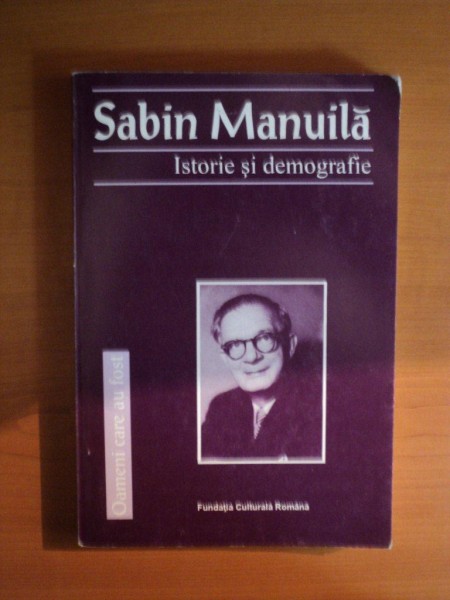 Sabin Manuilă
Istorie și demografie
Oameni care au fost
Fundația Culturală Română